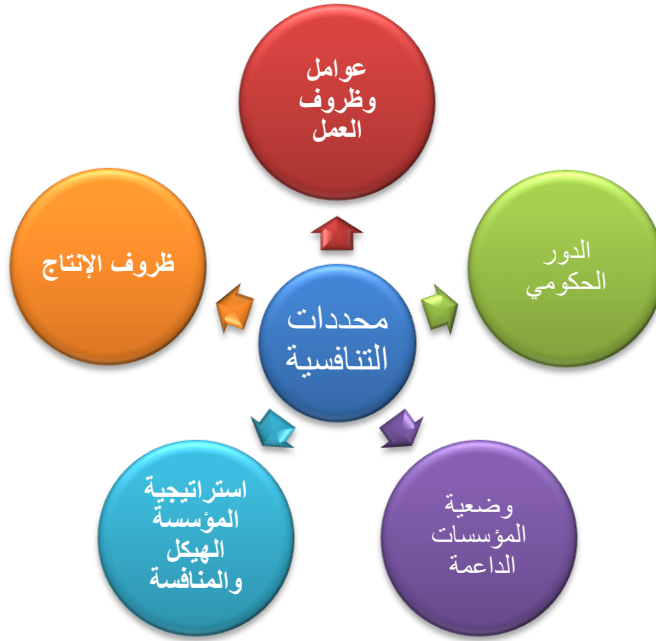 عوامل
وظروف
العمل
الدور
الحكومي
ظروف الإنتاج
محددات
التنافسية
وضعية
المؤسسات
الداعمة
استراتيجية
المؤسسة
الهيكل
والمنافسة